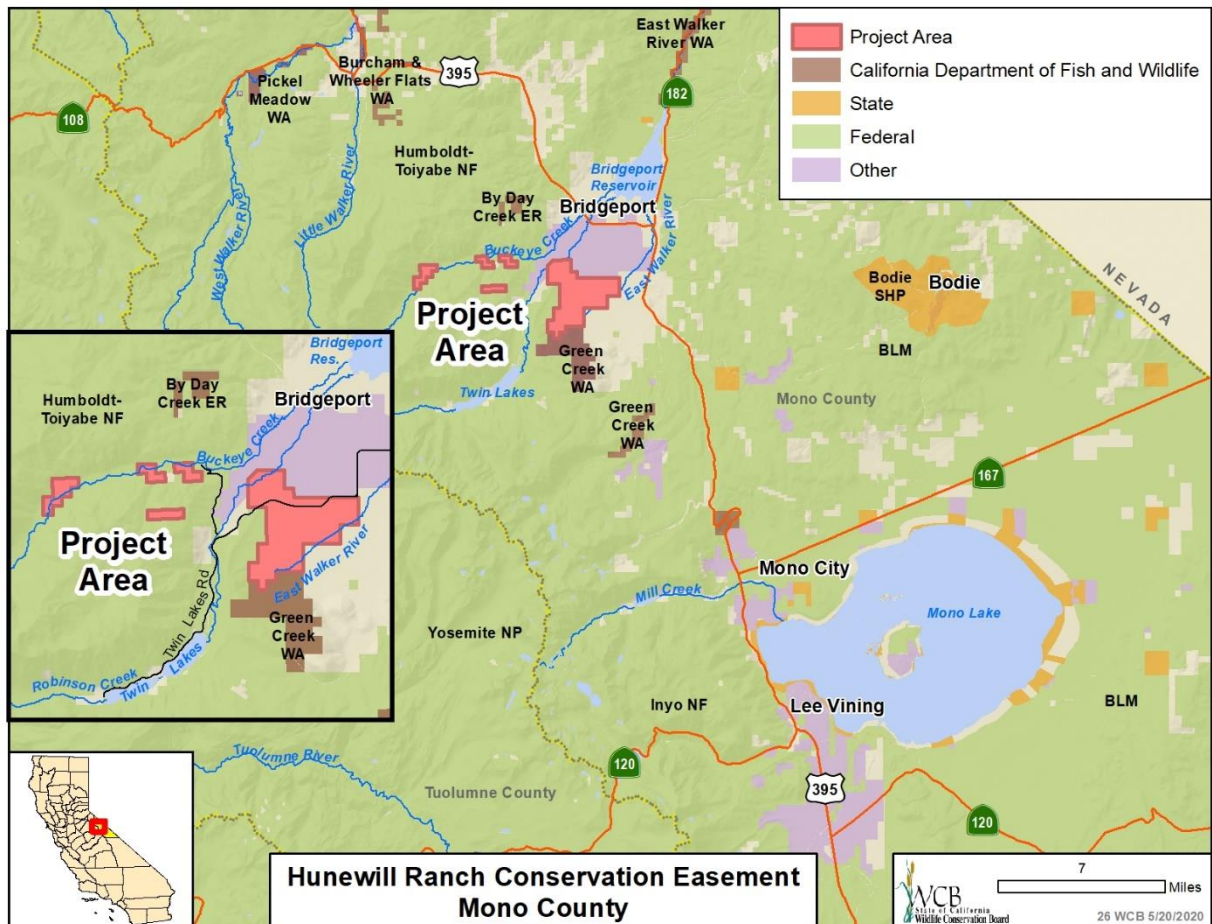 East Walker
River WA
Burcham &
Wheeler Flats
WA
395
Pickel
Meadow
WA
182
108
Humboldt-
Toiyabe NF
Bridgeport
Reservoir
By Day
Creek ER
Bridgeport
Buckeye Creek
West Walker River
Little Walker River
East Walker River
Project
Area
Green
Creek
WA
Twin Lakes
Green
Creek
WA
Bodie
SHP
Bodie
BLM
NEVADA
Mono County
167
Mono City
Mill Creek
Mono Lake
Yosemite NP
Inyo NF
Lee Vining
BLM
Tuolumne River
120
Tuolumne County
395
120
Project Area
California Department of Fish and Wildlife
State
Federal
Other
Bridgeport
Res.
By Day
Creek ER
Humboldt-
Toiyabe NF
Bridgeport
Buckeye Creek
Project
Area
Twin Lakes Rd
East Walker River
Green
Creek
WA
Robinson Creek
Twin Lakes
Hunewill Ranch Conservation Easement
Mono County
WCB
State of California
Wildlife Conservation Board
7
Miles
26 WCB 5/20/2020